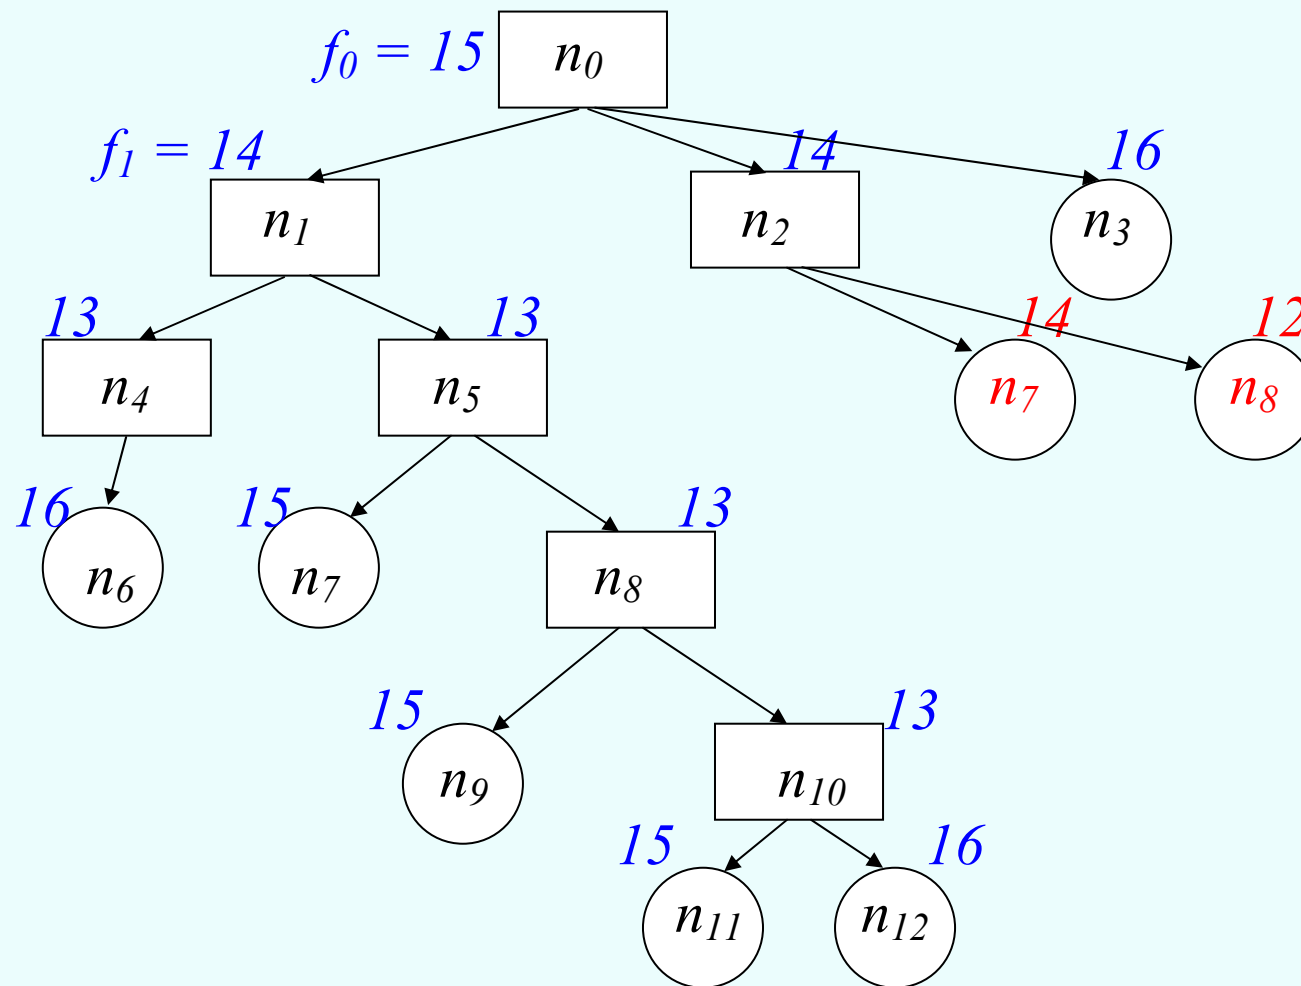 f₀ = 15 n₀
f₁ = 14 14 16
n₁ n₂ n₃
13 13 14 12
n₄ n₅ n₇ n₈
16 15 13
n₆ n₇ n₈
15 13
n₉ n₁₀
15 16
n₁₁ n₁₂